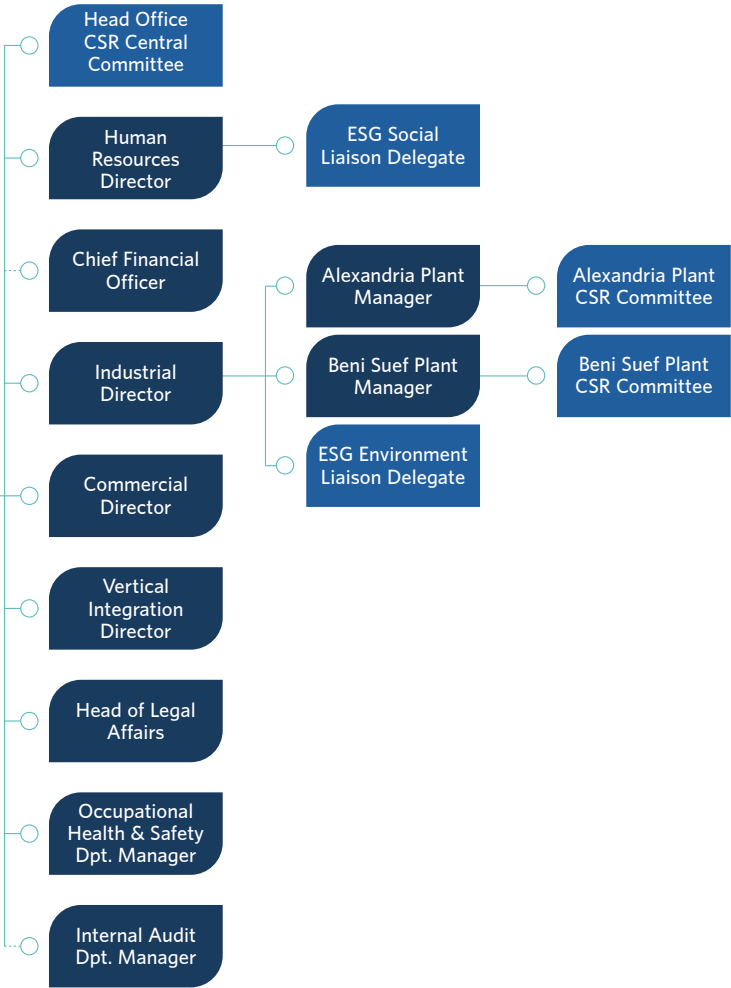 Head Office
CSR Central
Committee
Human
Resources
Director
ESG Social
Liaison Delegate
Chief Financial
Officer
Alexandria Plant
Manager
Alexandria Plant
CSR Committee
Industrial
Director
Beni Suef Plant
Manager
Beni Suef Plant
CSR Committee
ESG Environment
Liaison Delegate
Commercial
Director
Vertical
Integration
Director
Head of Legal
Affairs
Occupational
Health & Safety
Dpt. Manager
Internal Audit
Dpt. Manager